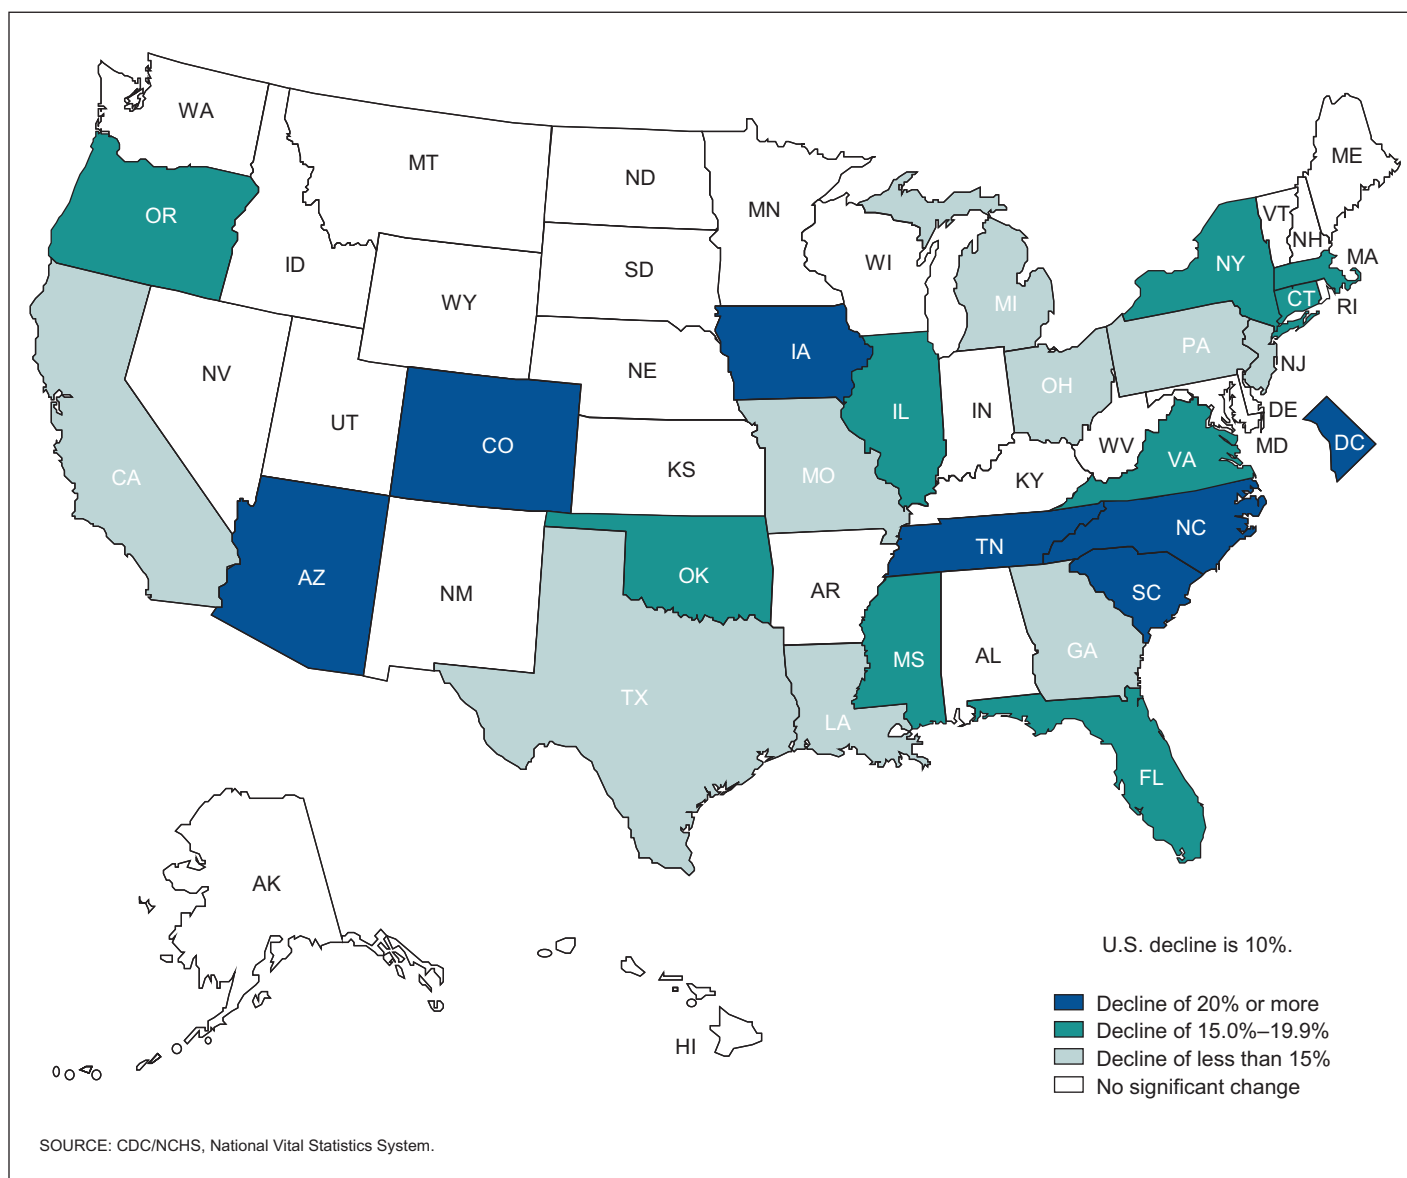 WA
MT
ND
MN
ME
VT
NH
OR
ID
SD
WI
NY
MA
WY
MI
CT
RI
IA
PA
NV
NE
OH
NJ
UT
CO
IL
IN
DE
DC
CA
KS
MO
WV
VA
MD
KY
NC
TN
AZ
OK
NM
AR
SC
MS
AL
GA
TX
LA
FL
AK
HI
U.S. decline is 10%.
Decline of 20% or more
Decline of 15.0%–19.9%
Decline of less than 15%
No significant change
SOURCE: CDC/NCHS, National Vital Statistics System.